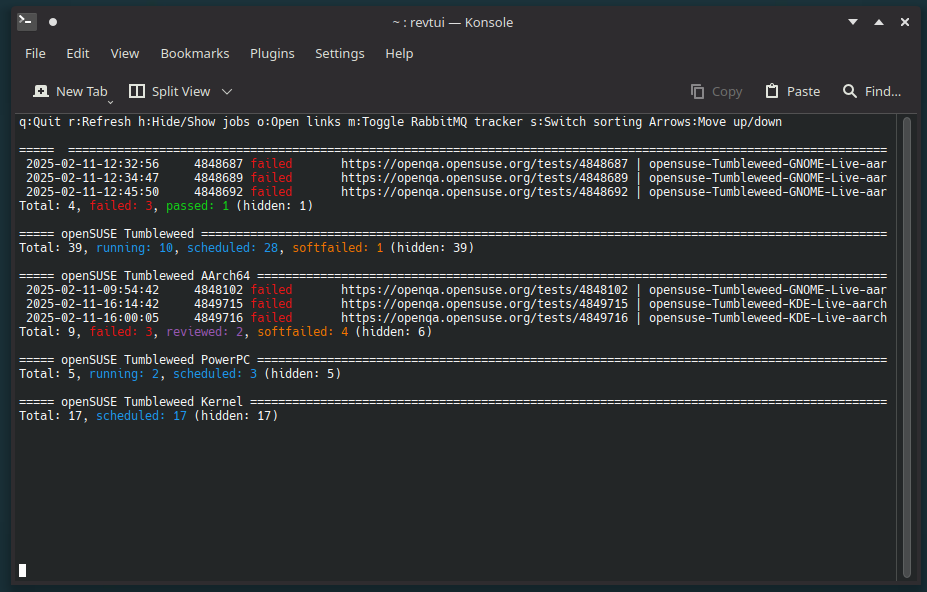 ~ : revtui — Konsole
File Edit View Bookmarks Plugins Settings Help
New Tab Split View Copy Paste Find...
q:Quit r:Refresh h:Hide/Show jobs o:Open links m:Toggle RabbitMQ tracker s:Switch sorting Arrows:Move up/down
===== =====================================================================================================================
2025-02-11-12:32:56 4848687 failed https://openqa.opensuse.org/tests/4848687 | opensuse-Tumbleweed-GNOME-Live-aar
2025-02-11-12:34:47 4848689 failed https://openqa.opensuse.org/tests/4848689 | opensuse-Tumbleweed-GNOME-Live-aar
2025-02-11-12:45:50 4848692 failed https://openqa.opensuse.org/tests/4848692 | opensuse-Tumbleweed-GNOME-Live-aar
Total: 4, failed: 3, passed: 1 (hidden: 1)
===== openSUSE Tumbleweed ==================================================================================================
Total: 39, running: 10, scheduled: 28, softfailed: 1 (hidden: 39)
===== openSUSE Tumbleweed AArch64 ==========================================================================================
2025-02-11-09:54:42 4848102 failed https://openqa.opensuse.org/tests/4848102 | opensuse-Tumbleweed-GNOME-Live-aar
2025-02-11-16:14:42 4849715 failed https://openqa.opensuse.org/tests/4849715 | opensuse-Tumbleweed-KDE-Live-aarch
2025-02-11-16:00:05 4849716 failed https://openqa.opensuse.org/tests/4849716 | opensuse-Tumbleweed-KDE-Live-aarch
Total: 9, failed: 3, reviewed: 2, softfailed: 4 (hidden: 6)
===== openSUSE Tumbleweed PowerPC ==========================================================================================
Total: 5, running: 2, scheduled: 3 (hidden: 5)
===== openSUSE Tumbleweed Kernel ===========================================================================================
Total: 17, scheduled: 17 (hidden: 17)